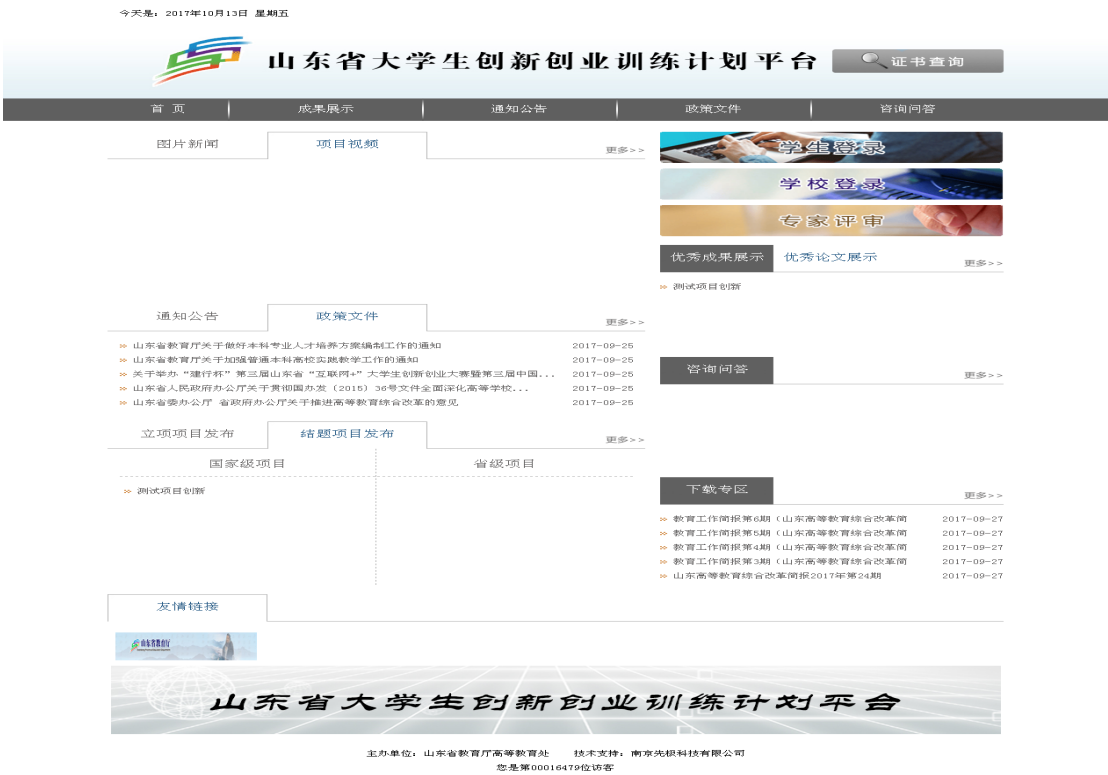 今天是：2017年10月13日 星期五
山东省大学生创新创业训练计划平台
证书查询
首 页 成果展示 通知公告 政策文件 咨询问答
图片新闻 项目视频 更多>>
学生登录
学校登录
专家评审
优秀成果展示 优秀论文展示 更多>>
测试项目创新
通知公告 政策文件 更多>>
山东省教育厅关于做好本科专业人才培养方案编制工作的通知 2017-09-25
山东省教育厅关于加强普通本科高校实践教学工作的通知 2017-09-25
关于举办“建行杯”第三届山东省“互联网+”大学生创新创业大赛暨第三届中国... 2017-09-25
山东省人民政府办公厅关于贯彻国办发（2015）36号文件全面深化高等学校... 2017-09-25
山东省委办公厅 省政府办公厅关于推进高等教育综合改革的意见 2017-09-25
咨询问答 更多>>
立项项目发布 结题项目发布 更多>>
国家级项目 省级项目
测试项目创新
下载专区 更多>>
教育工作简报第6期（山东高等教育综合改革简 2017-09-27
教育工作简报第5期（山东高等教育综合改革简 2017-09-27
教育工作简报第4期（山东高等教育综合改革简 2017-09-27
教育工作简报第3期（山东高等教育综合改革简 2017-09-27
山东高等教育综合改革简报2017年第24期 2017-09-27
友情链接
山东省教育厅
山东省大学生创新创业训练计划平台
主办单位：山东省教育厅高等教育处 技术支持：南京先极科技有限公司
您是第00016479位访客